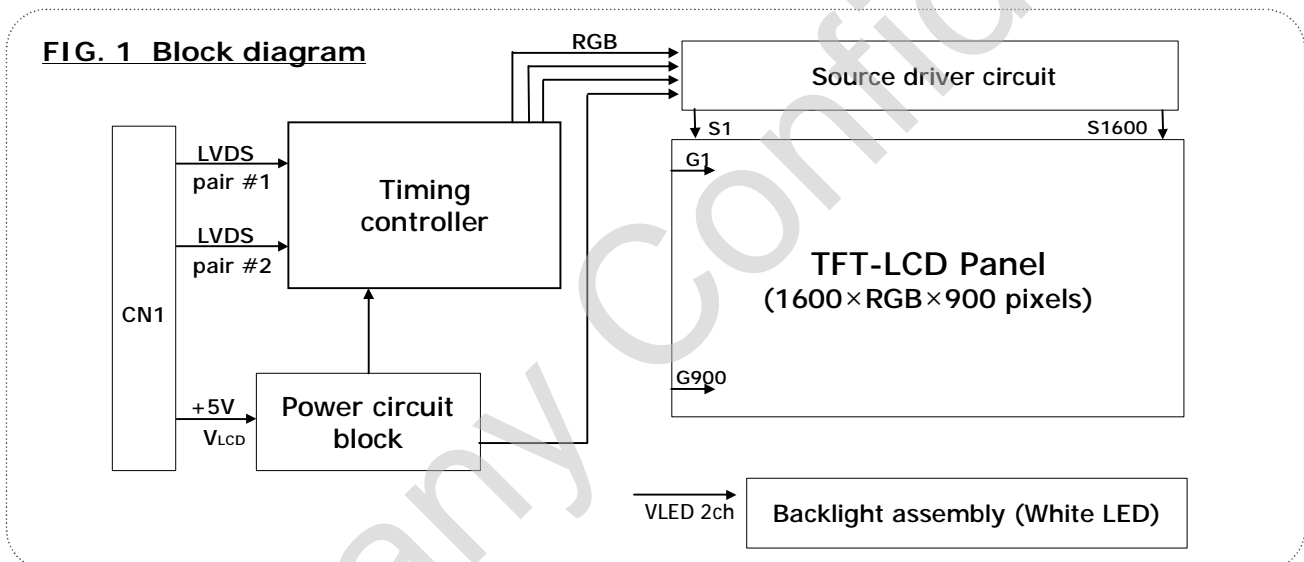 FIG. 1 Block diagram
RGB
Source driver circuit
S1
S1600
CN1
LVDS
pair #1
LVDS
pair #2
Timing
controller
G1
TFT-LCD Panel
(1600×RGB×900 pixels)
G900
+5V
VLCD
Power circuit
block
VLED 2ch
Backlight assembly (White LED)
any Confid